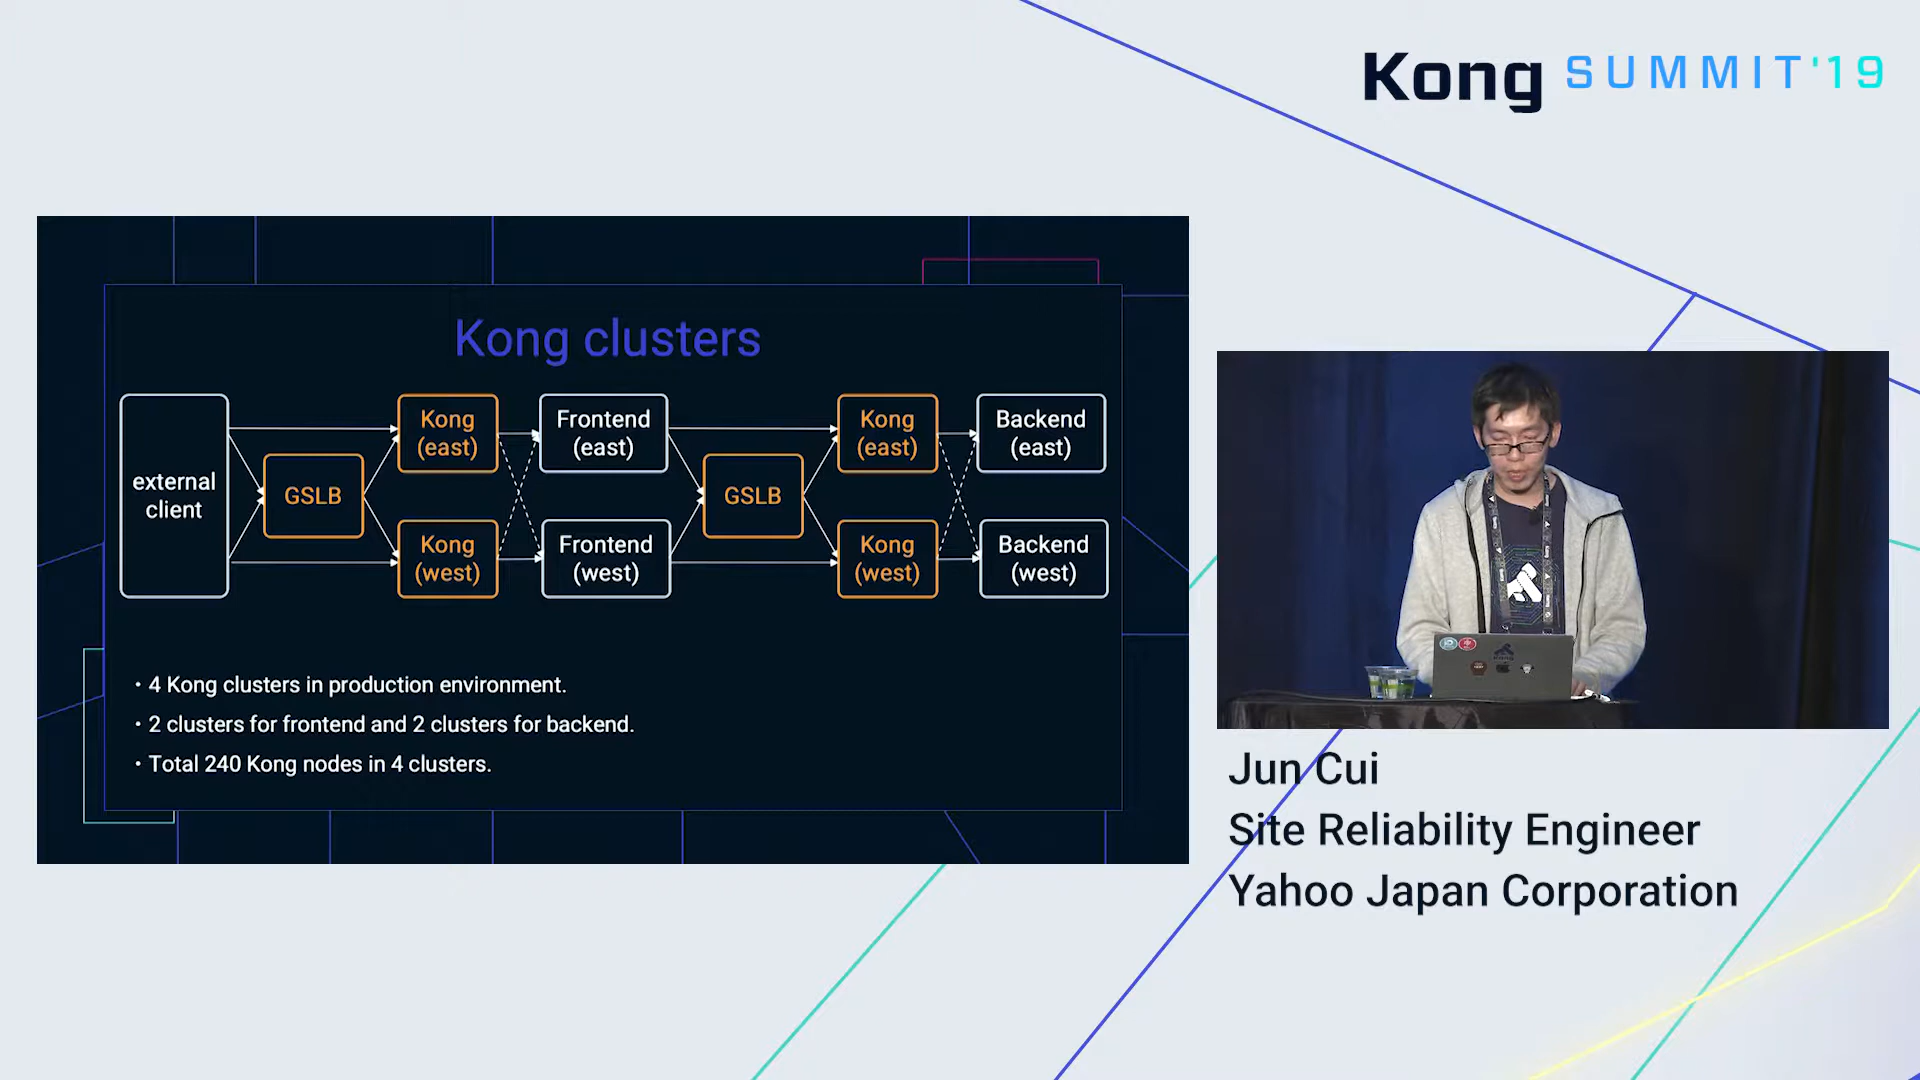 Kong SUMMIT'19
Kong clusters
external
client
GSLB
Kong
(east)
Kong
(west)
Frontend
(east)
Frontend
(west)
GSLB
Kong
(east)
Kong
(west)
Backend
(east)
Backend
(west)
・4 Kong clusters in production environment.
・2 clusters for frontend and 2 clusters for backend.
・Total 240 Kong nodes in 4 clusters.
Jun Cui
Site Reliability Engineer
Yahoo Japan Corporation